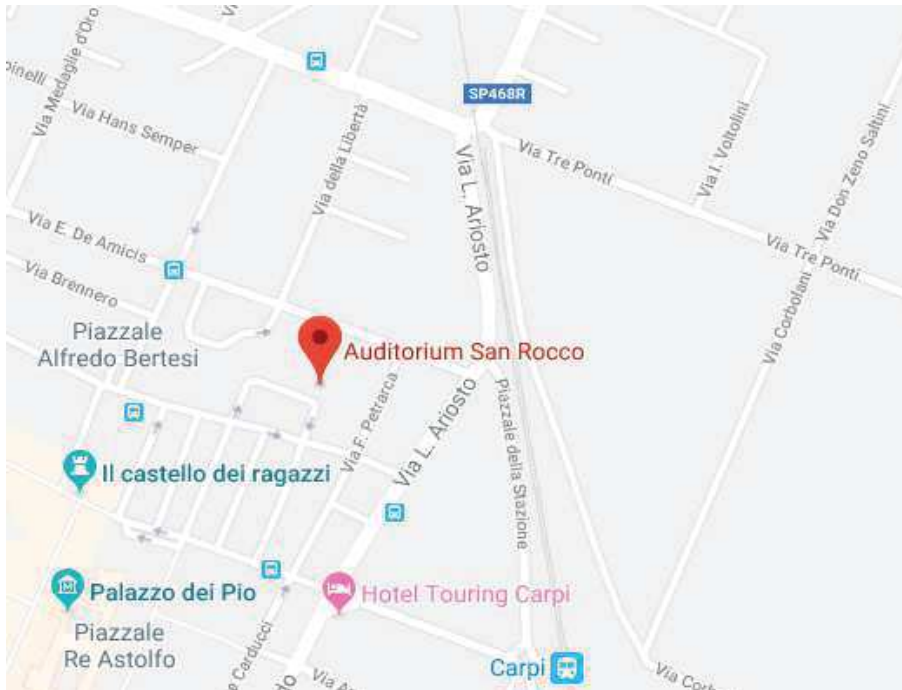 Via Medaglie d'Oro
SP468R
pinelli
Via Hans Semper
Via della Libertà
Via L. Ariosto
Via Tre Ponti
Via I. Voltolini
Via Don Zeno Saltini
Via E. De Amicis
Via Tre Ponti
Via Brennero
Piazzale
Alfredo Bertesi
Auditorium San Rocco
Via Corbolani
Via F. Petrarca
Via L. Ariosto
Piazzale della Stazione
Il castello dei ragazzi
Palazzo dei Pio
Hotel Touring Carpi
Piazzale
Re Astolfo
e Carducci
Carpi